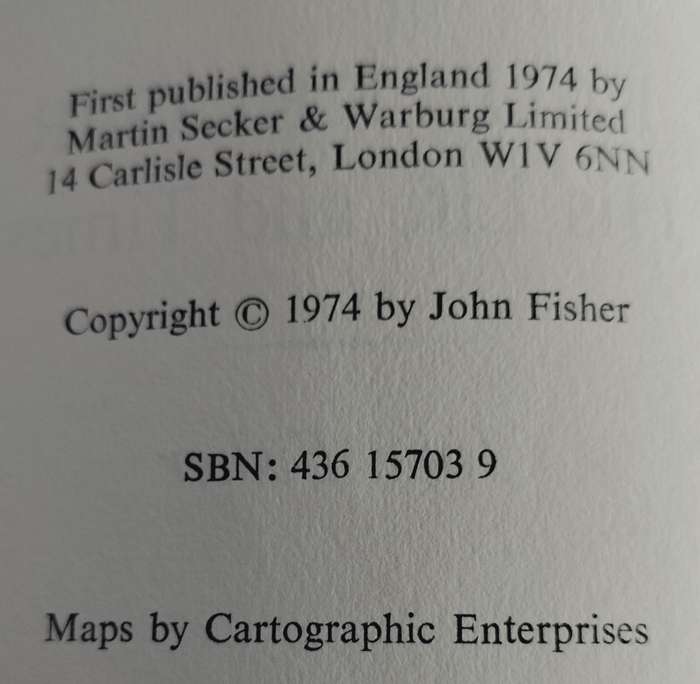 First published in England 1974 by
Martin Secker & Warburg Limited
14 Carlisle Street, London W1V 6NN
Copyright © 1974 by John Fisher
SBN: 436 15703 9
Maps by Cartographic Enterprises